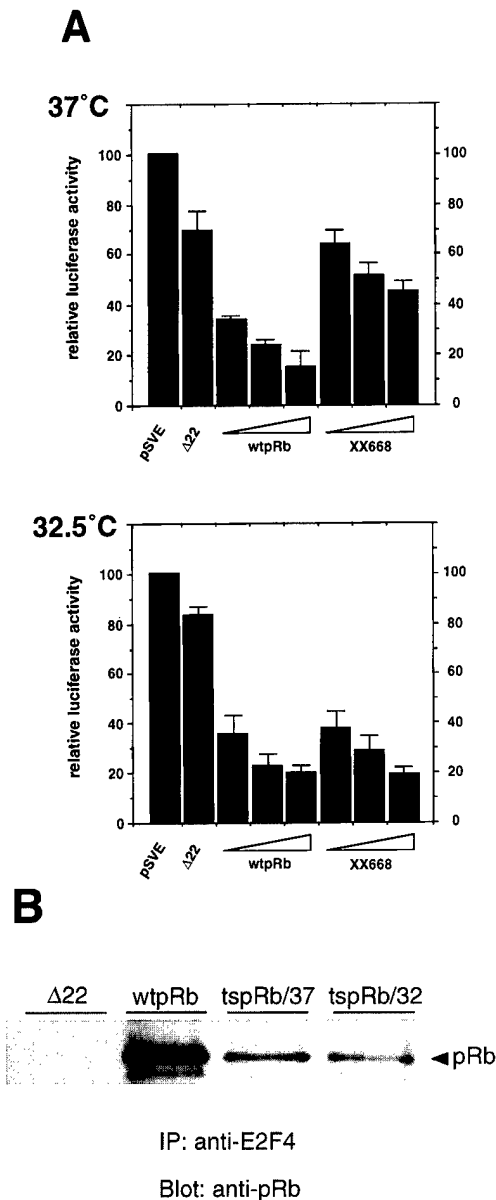 A
37°C
relative luciferase activity
100
80
60
40
20
0
100
80
60
40
20
0
pSVE
Δ22
wtpRb
XX668
32.5°C
relative luciferase activity
100
80
60
40
20
0
100
80
60
40
20
0
pSVE
Δ22
wtpRb
XX668
B
Δ22 wtpRb tspRb/37 tspRb/32
◄pRb
IP: anti-E2F4
Blot: anti-pRb